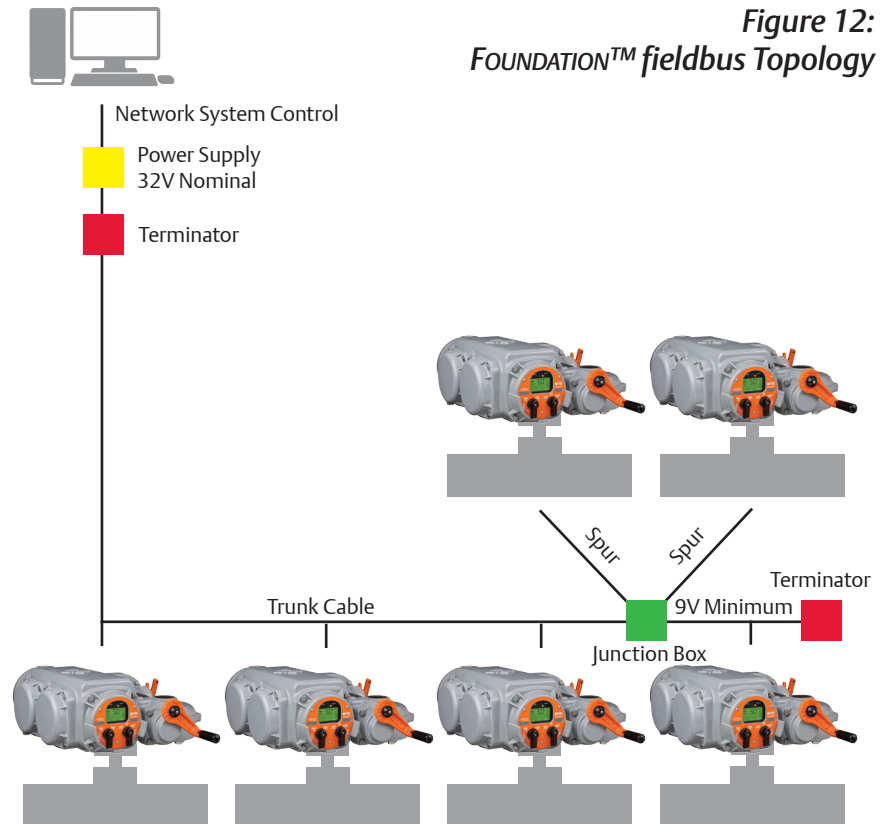 Figure 12:
FOUNDATION™ fieldbus Topology
Network System Control
Power Supply
32V Nominal
Terminator
Spur
Spur
Terminator
Trunk Cable
9V Minimum
Junction Box